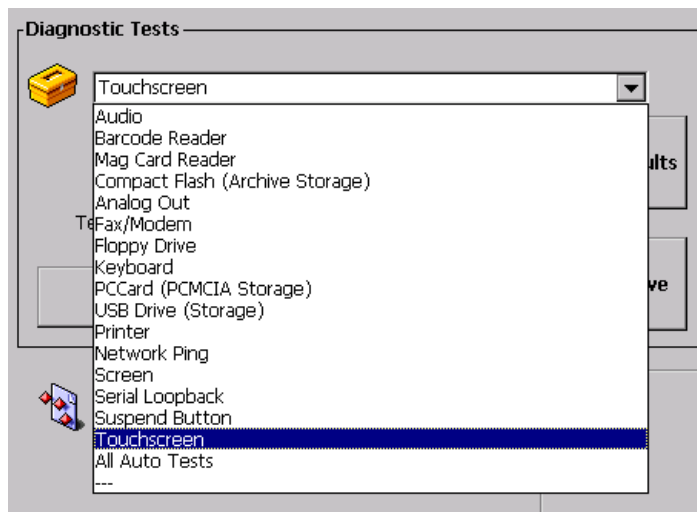 Diagnostic Tests
Touchscreen
Audio
Barcode Reader
Mag Card Reader
Compact Flash (Archive Storage)
Analog Out
Fax/Modem
Floppy Drive
Keyboard
PCCard (PCMCIA Storage)
USB Drive (Storage)
Printer
Network Ping
Screen
Serial Loopback
Suspend Button
Touchscreen
All Auto Tests
---